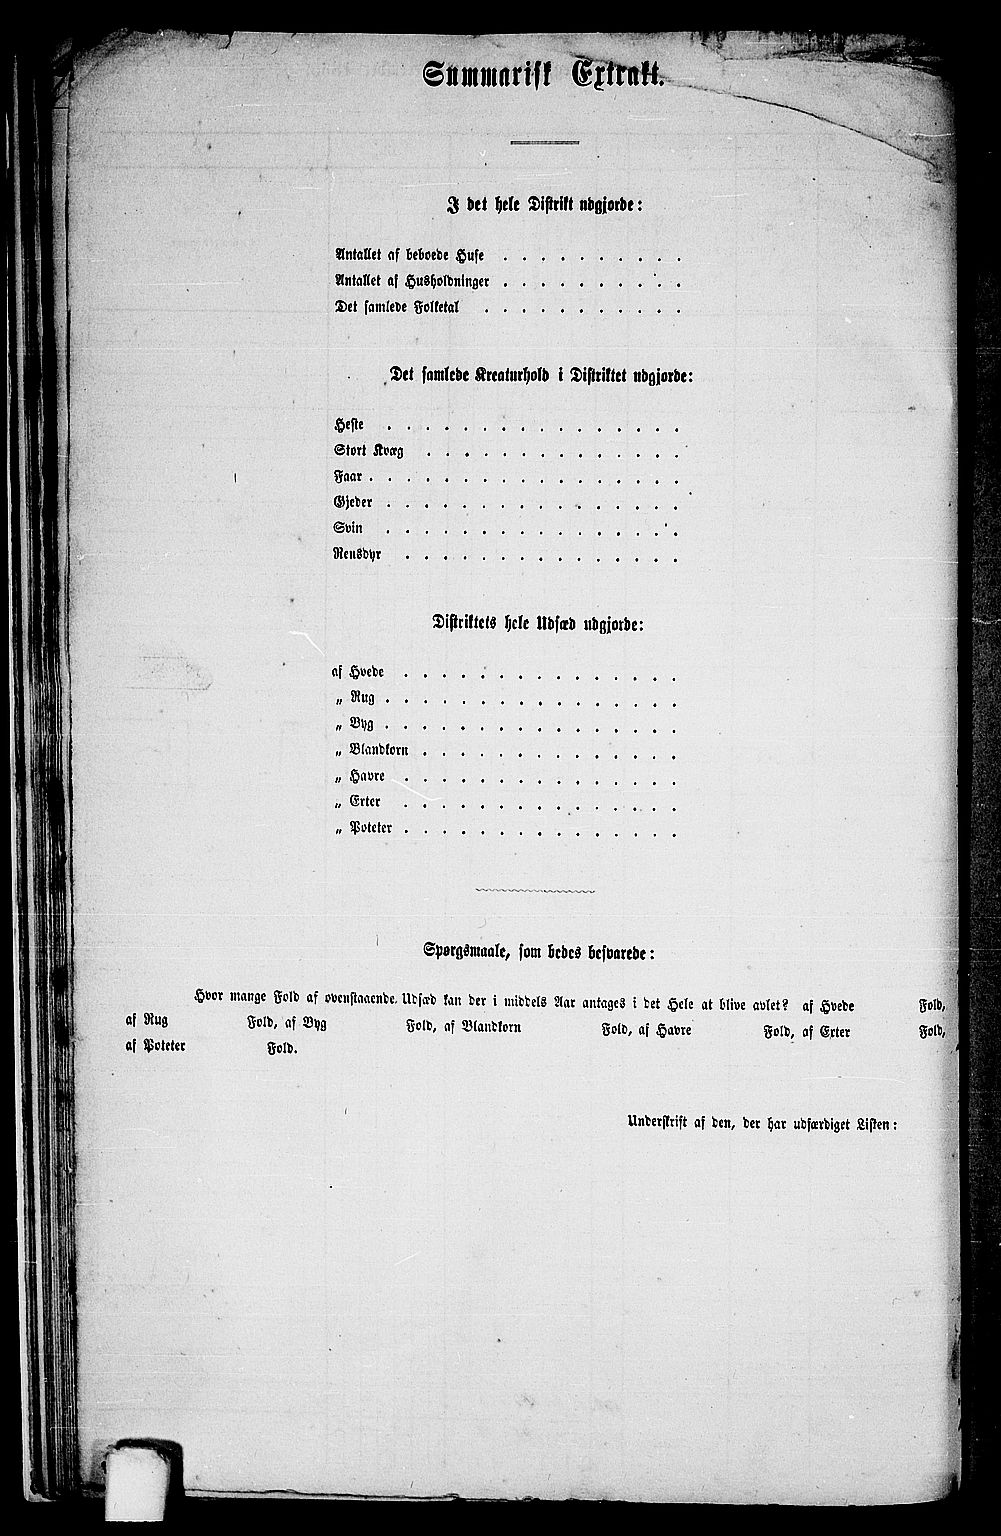 Summarisk Extrakt.
I det hele Distrikt udgjorde:
Antallet af beboede Huse . . . . . . . . . .
Antallet af Husholdninger . . . . . . . . . .
Det samlede Folketal . . . . . . . . . . .
Det samlede Kreaturhold i Distriktet udgjorde:
Heste . . . . . . . . . . . . . . . .
Stort Kvæg . . . . . . . . . . . . . .
Faar . . . . . . . . . . . . . . . . .
Gjeder . . . . . . . . . . . . . . . .
Svin . . . . . . . . . . . . . . . .
Rensdyr . . . . . . . . . . . . . . .
Distriktets hele Udsæd udgjorde:
af Hvede . . . . . . . . . . . . . . .
„ Rug . . . . . . . . . . . . . . . .
„ Byg . . . . . . . . . . . . . . . .
„ Blandkorn . . . . . . . . . . . . . .
„ Havre . . . . . . . . . . . . . . .
„ Erter . . . . . . . . . . . . . . .
„ Poteter . . . . . . . . . . . . . . .
Spørgsmaale, som bedes besvarede:
Hvor mange Fold af ovenstaaende Udsæd kan der i middels Aar antages i det Hele at blive avlet? af Hvede Fold,
af Rug Fold, af Byg Fold, af Blandkorn Fold, af Havre Fold, af Erter Fold,
af Poteter Fold.
Underskrift af den, der har udfærdiget Listen: